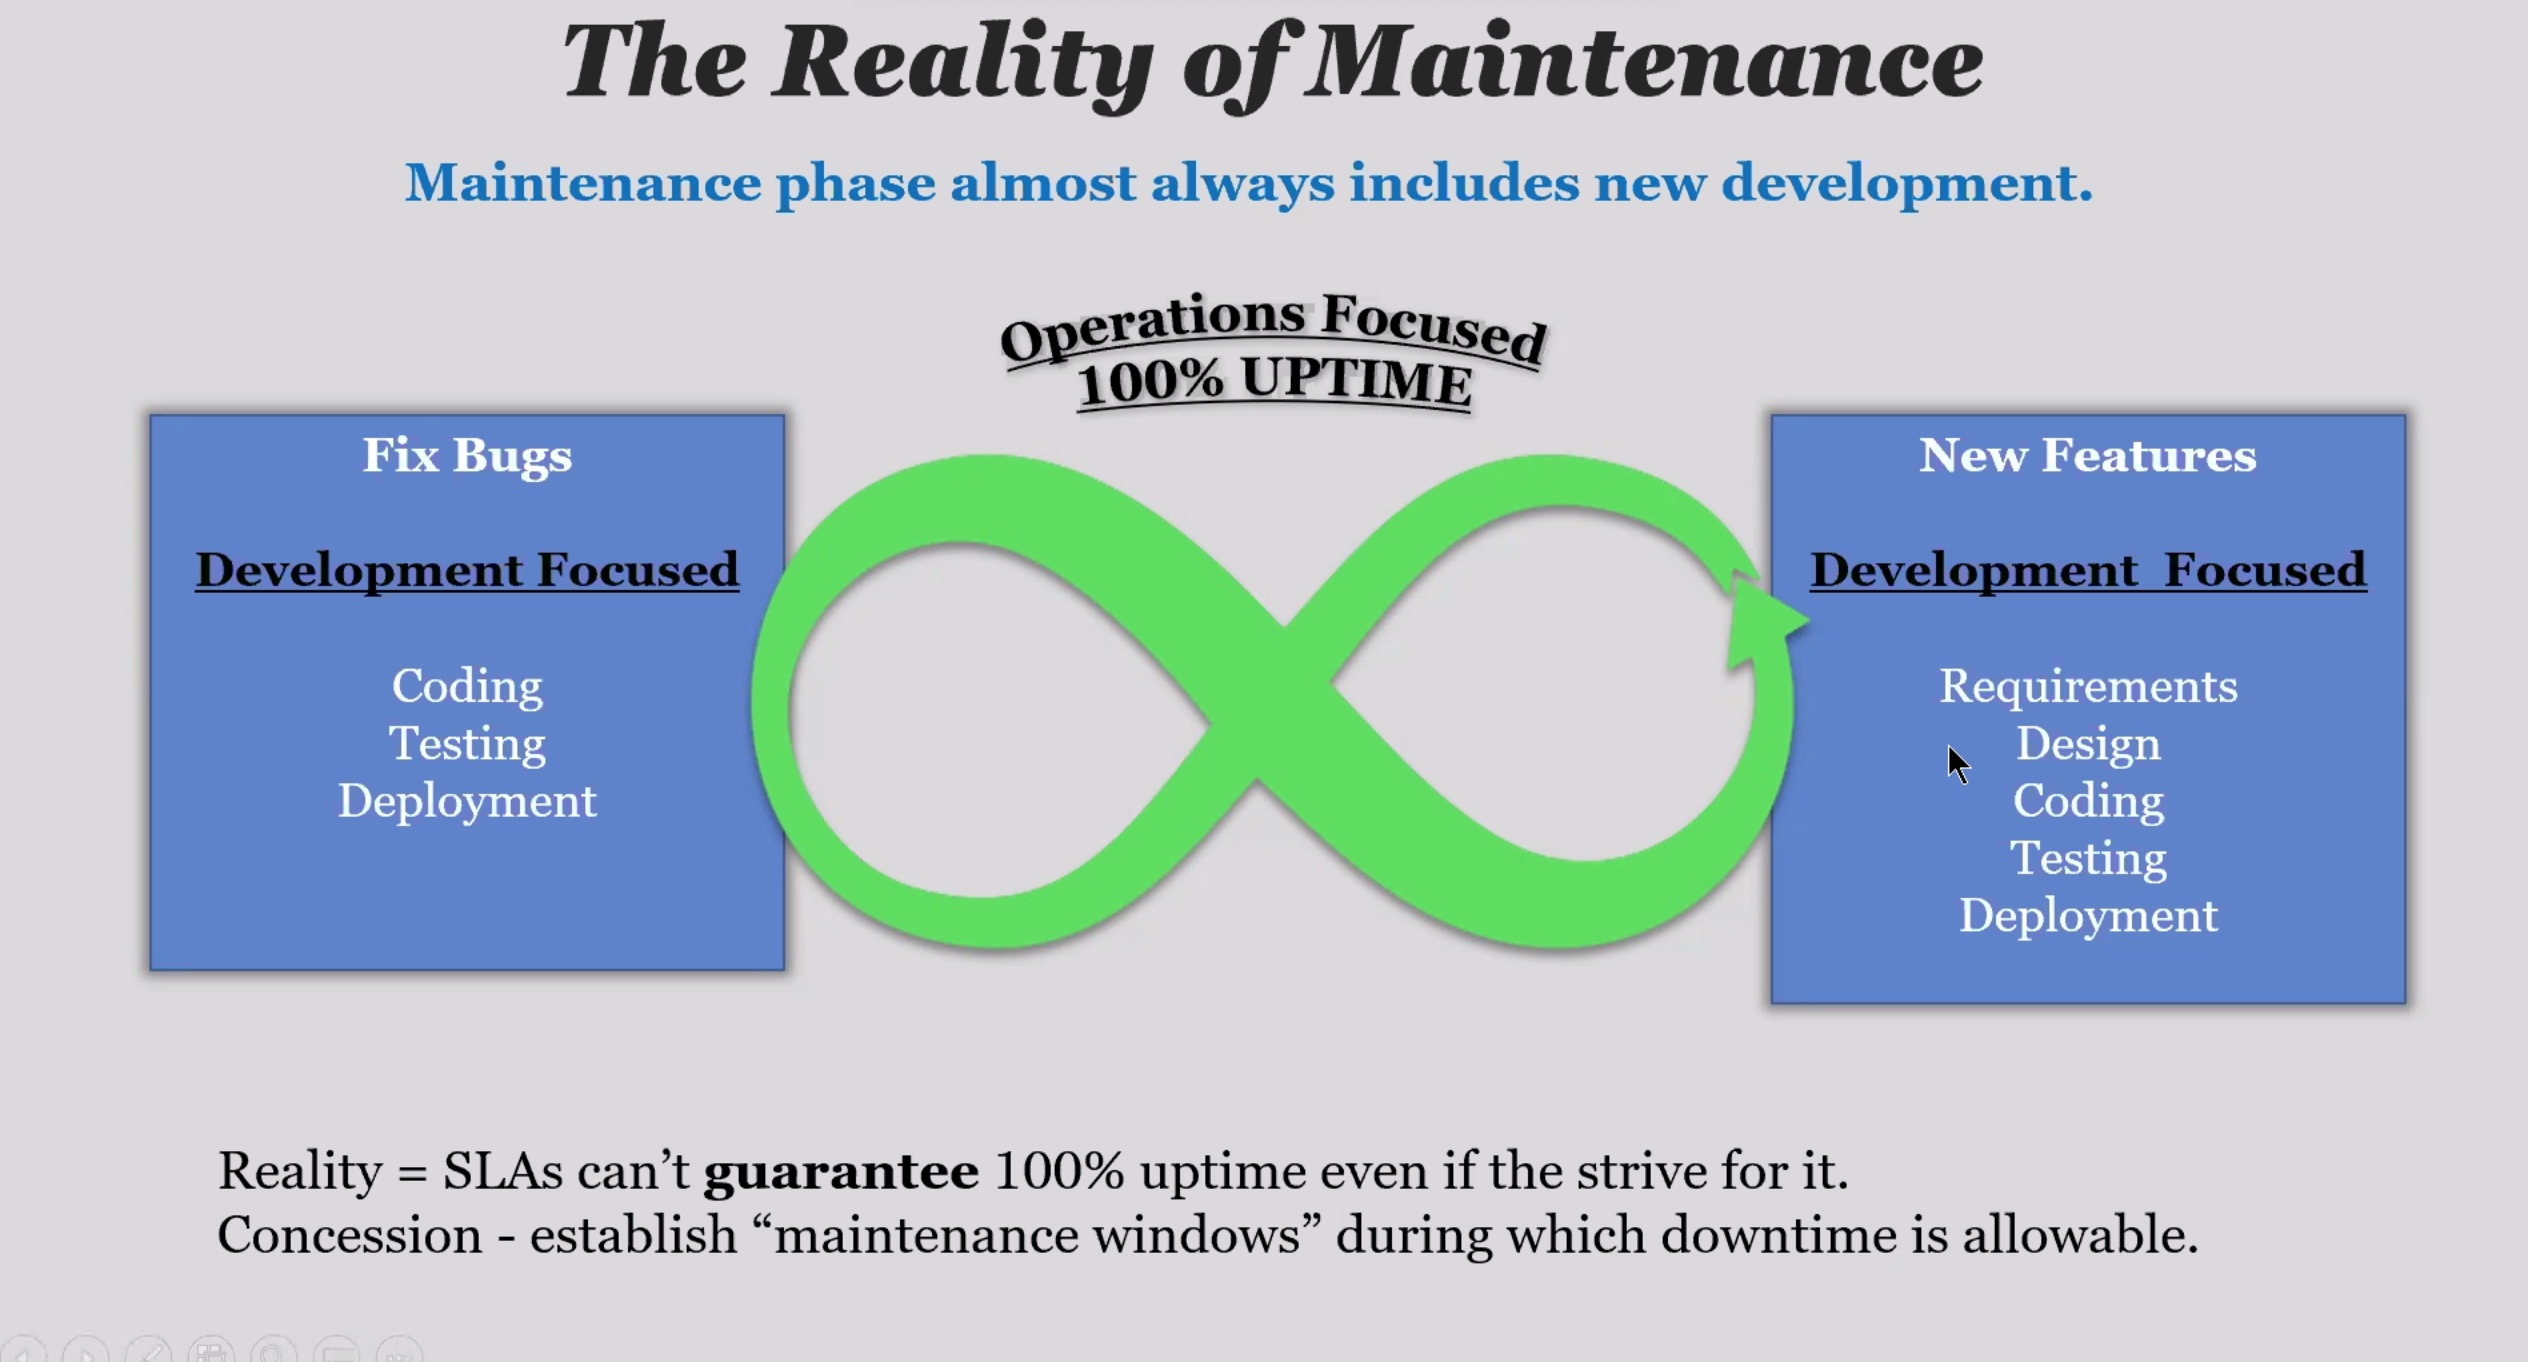 The Reality of Maintenance
Maintenance phase almost always includes new development.
Operations Focused
100% UPTIME
Fix Bugs
Development Focused
Coding
Testing
Deployment
New Features
Development  Focused
Requirements
Design
Coding
Testing
Deployment
Reality = SLAs can’t guarantee 100% uptime even if the strive for it.
Concession - establish “maintenance windows” during which downtime is allowable.